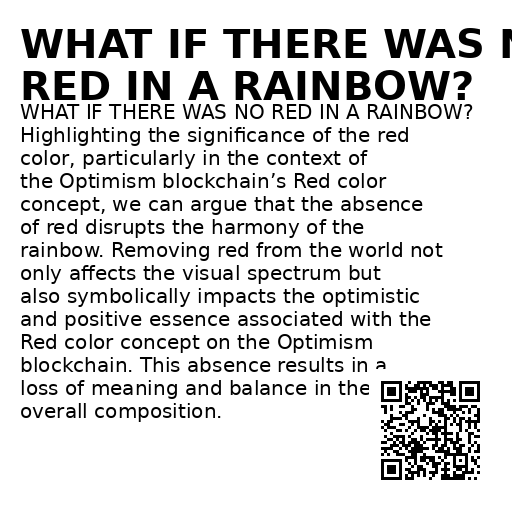 WHAT IF THERE WAS
RED IN A RAINBOW?
WHAT IF THERE WAS NO RED IN A RAINBOW?
Highlighting the significance of the red
color, particularly in the context of
the Optimism blockchain’s Red color
concept, we can argue that the absence
of red disrupts the harmony of the
rainbow. Removing red from the world not
only affects the visual spectrum but
also symbolically impacts the optimistic
and positive essence associated with the
Red color concept on the Optimism
blockchain. This absence results in a
loss of meaning and balance in the
overall composition.